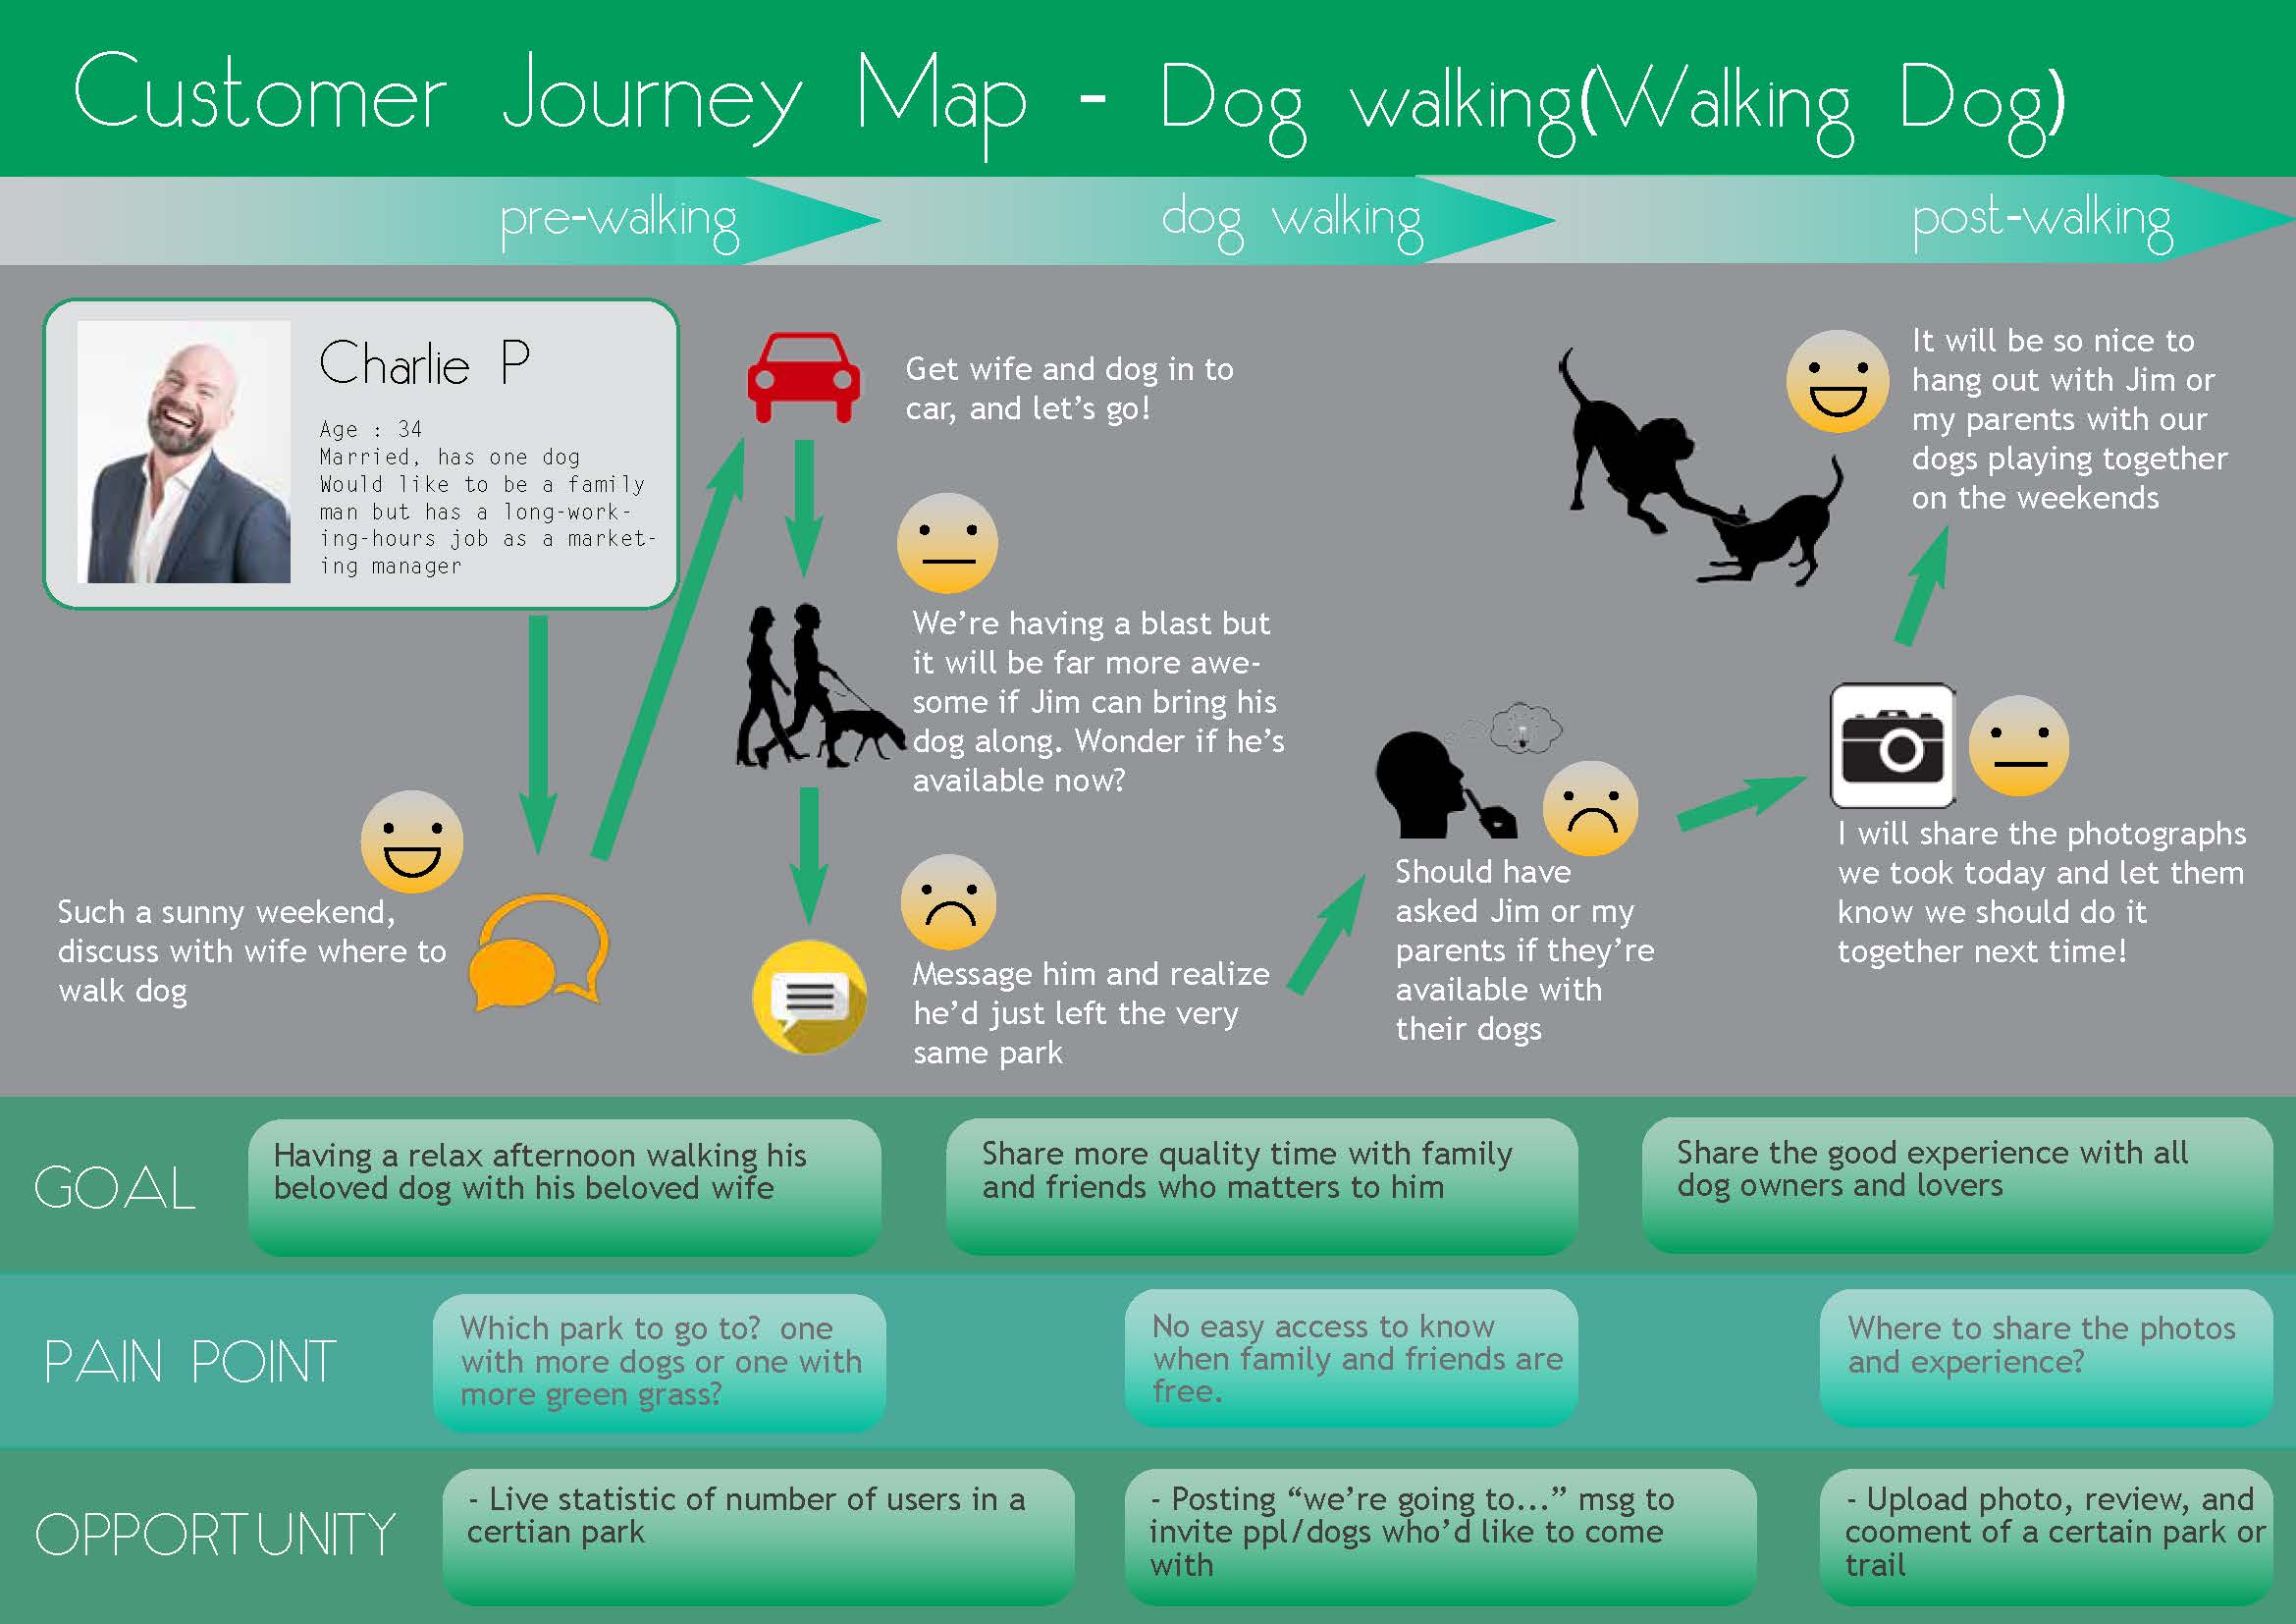 Customer Journey Map - Dog walking(Walking Dog)
pre-walking
dog walking
post-walking
Charlie P
Age : 34
Married, has one dog
Would like to be a family
man but has a long-work-
ing-hours job as a market-
ing manager
Such a sunny weekend,
discuss with wife where to
walk dog
Get wife and dog in to
car, and let's go!
We're having a blast but
it will be far more awe-
some if Jim can bring his
dog along. Wonder if he's
available now?
Message him and realize
he'd just left the very
same park
Should have
asked Jim or my
parents if they're
available with
their dogs
I will share the photographs
we took today and let them
know we should do it
together next time!
It will be so nice to
hang out with Jim or
my parents with our
dogs playing together
on the weekends
GOAL
Having a relax afternoon walking his
beloved dog with his beloved wife
Share more quality time with family
and friends who matters to him
Share the good experience with all
dog owners and lovers
PAIN POINT
Which park to go to?  one
with more dogs or one with
more green grass?
No easy access to know
when family and friends are
free.
Where to share the photos
and experience?
OPPORTUNITY
- Live statistic of number of users in a
certian park
- Posting “we're going to...” msg to
invite ppl/dogs who'd like to come
with
- Upload photo, review, and
cooment of a certain park or
trail